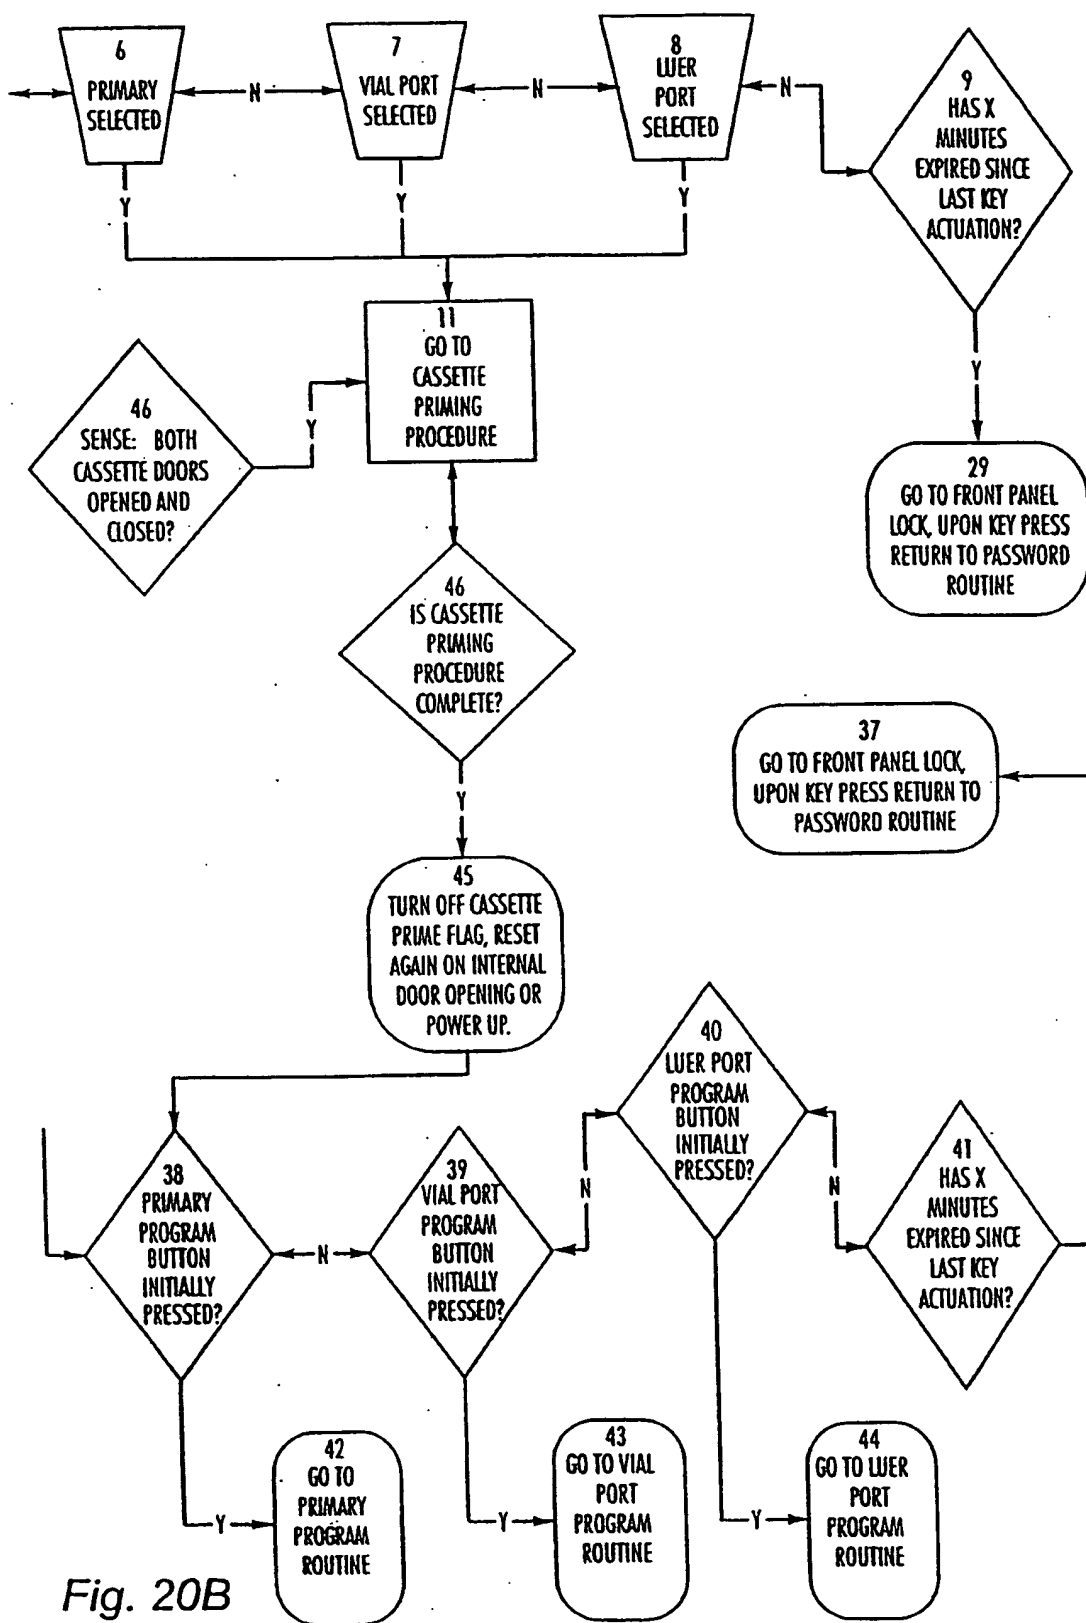 6
PRIMARY
SELECTED
N
7
VIAL PORT
SELECTED
N
8
LUER
PORT
SELECTED
N
9
HAS X
MINUTES
EXPIRED SINCE
LAST KEY
ACTUATION?
Y
Y
Y
Y
11
GO TO
CASSETTE
PRIMING
PROCEDURE
46
SENSE: BOTH
CASSETTE DOORS
OPENED AND
CLOSED?
Y
29
GO TO FRONT PANEL
LOCK, UPON KEY PRESS
RETURN TO PASSWORD
ROUTINE
46
IS CASSETTE
PRIMING
PROCEDURE
COMPLETE?
Y
37
GO TO FRONT PANEL LOCK,
UPON KEY PRESS RETURN TO
PASSWORD ROUTINE
45
TURN OFF CASSETTE
PRIME FLAG, RESET
AGAIN ON INTERNAL
DOOR OPENING OR
POWER UP.
38
PRIMARY
PROGRAM
BUTTON
INITIALLY
PRESSED?
N
39
VIAL PORT
PROGRAM
BUTTON
INITIALLY
PRESSED?
N
40
LUER PORT
PROGRAM
BUTTON
INITIALLY
PRESSED?
N
41
HAS X
MINUTES
EXPIRED SINCE
LAST KEY
ACTUATION?
Y
42
GO TO
PRIMARY
PROGRAM
ROUTINE
Y
43
GO TO VIAL
PORT
PROGRAM
ROUTINE
Y
44
GO TO LUER
PORT
PROGRAM
ROUTINE
Fig. 20B